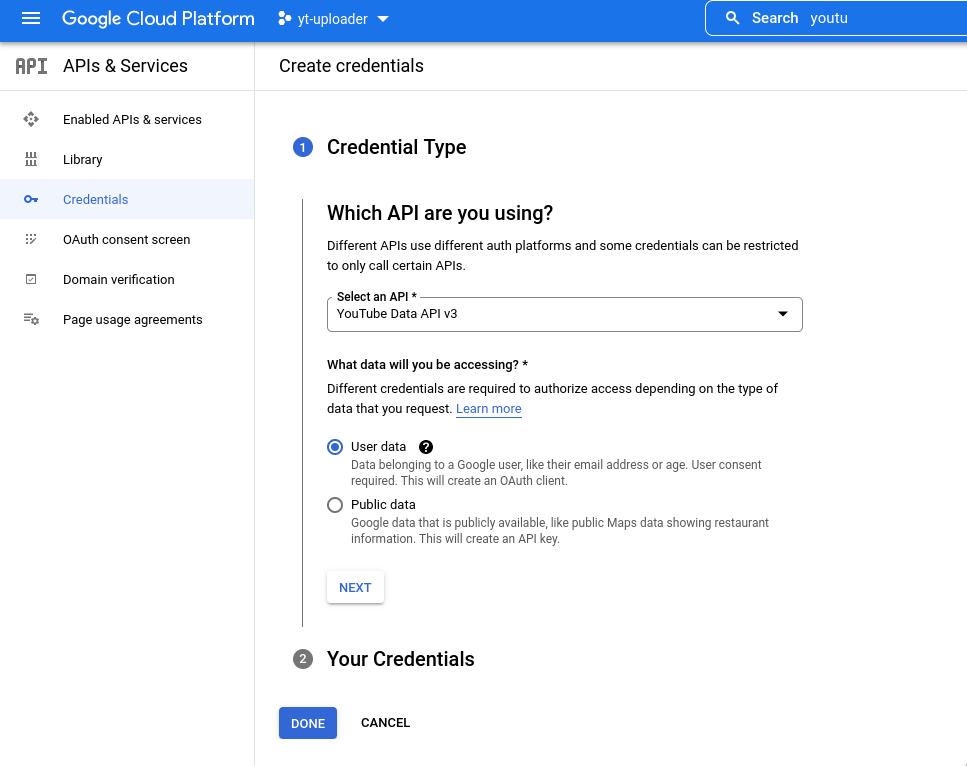 Google Cloud Platform yt-uploader Search youtu
API APIs & Services
Create credentials
Enabled APIs & services
Library
Credentials
OAuth consent screen
Domain verification
Page usage agreements
1 Credential Type
Which API are you using?
Different APIs use different auth platforms and some credentials can be restricted
to only call certain APIs.
Select an API *
YouTube Data API v3
What data will you be accessing? *
Different credentials are required to authorize access depending on the type of
data that you request. Learn more
User data ?
Data belonging to a Google user, like their email address or age. User consent
required. This will create an OAuth client.
Public data
Google data that is publicly available, like public Maps data showing restaurant
information. This will create an API key.
NEXT
2 Your Credentials
DONE CANCEL